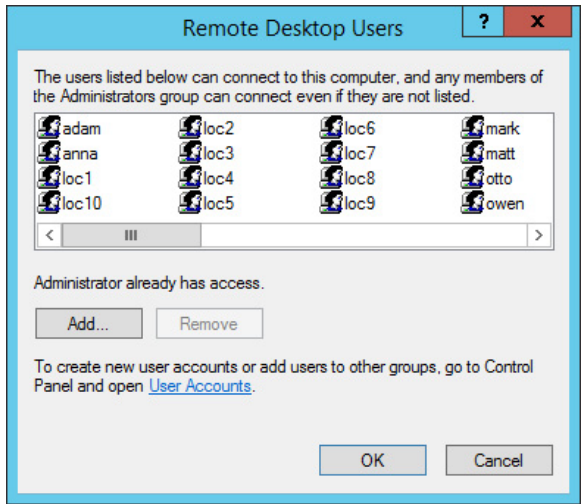 Remote Desktop Users
?
x
The users listed below can connect to this computer, and any members of
the Administrators group can connect even if they are not listed.
adam loc2 loc6 mark
anna loc3 loc7 matt
loc1 loc4 loc8 otto
loc10 loc5 loc9 owen
Administrator already has access.
Add... Remove
To create new user accounts or add users to other groups, go to Control
Panel and open User Accounts.
OK Cancel